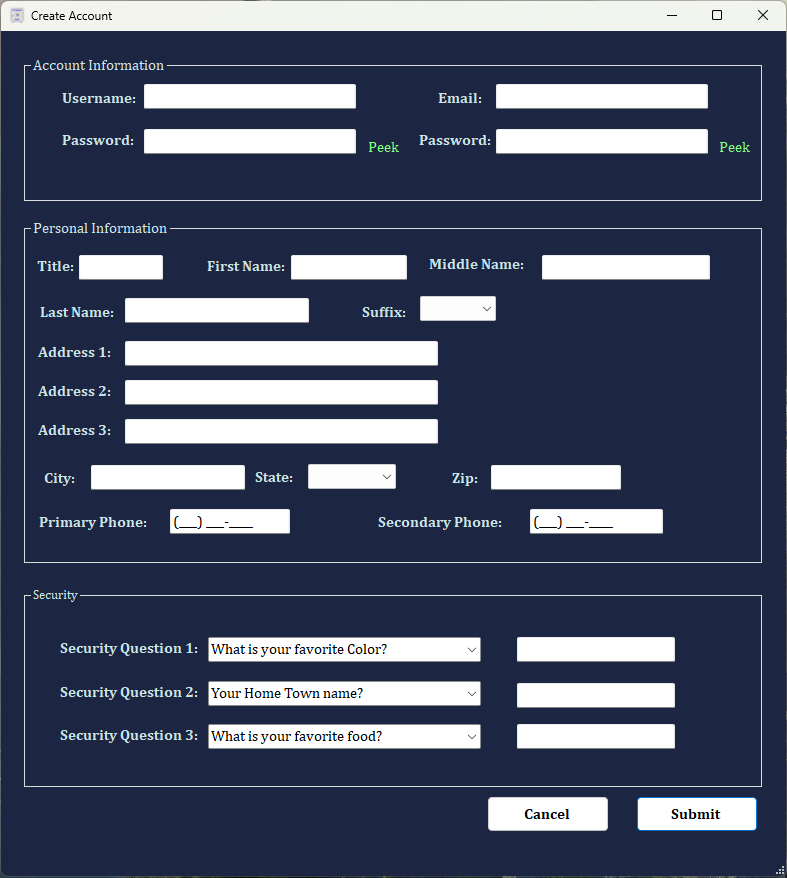 Create Account
Account Information
Username: Email:
Password: Peek Password: Peek
Personal Information
Title: First Name: Middle Name:
Last Name: Suffix:
Address 1:
Address 2:
Address 3:
City: State: Zip:
Primary Phone: (___) ___-____ Secondary Phone: (___) ___-____
Security
Security Question 1: What is your favorite Color?
Security Question 2: Your Home Town name?
Security Question 3: What is your favorite food?
Cancel Submit